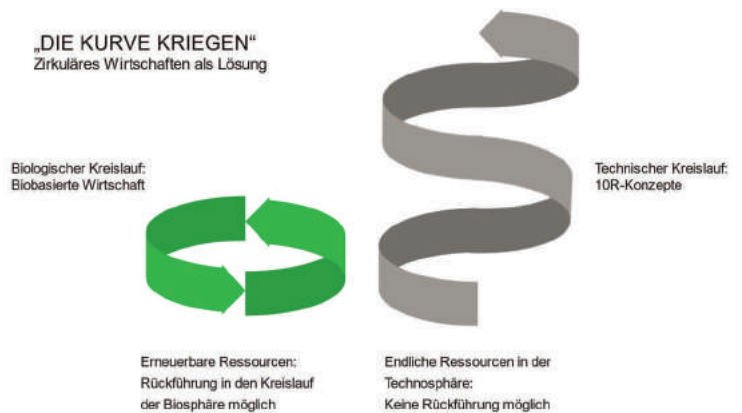 „DIE KURVE KRIEGEN“
Zirkuläres Wirtschaften als Lösung
Biologischer Kreislauf:
Biobasierte Wirtschaft
Technischer Kreislauf:
10R-Konzepte
Erneuerbare Ressourcen:
Rückführung in den Kreislauf
der Biosphäre möglich
Endliche Ressourcen in der
Technosphäre:
Keine Rückführung möglich